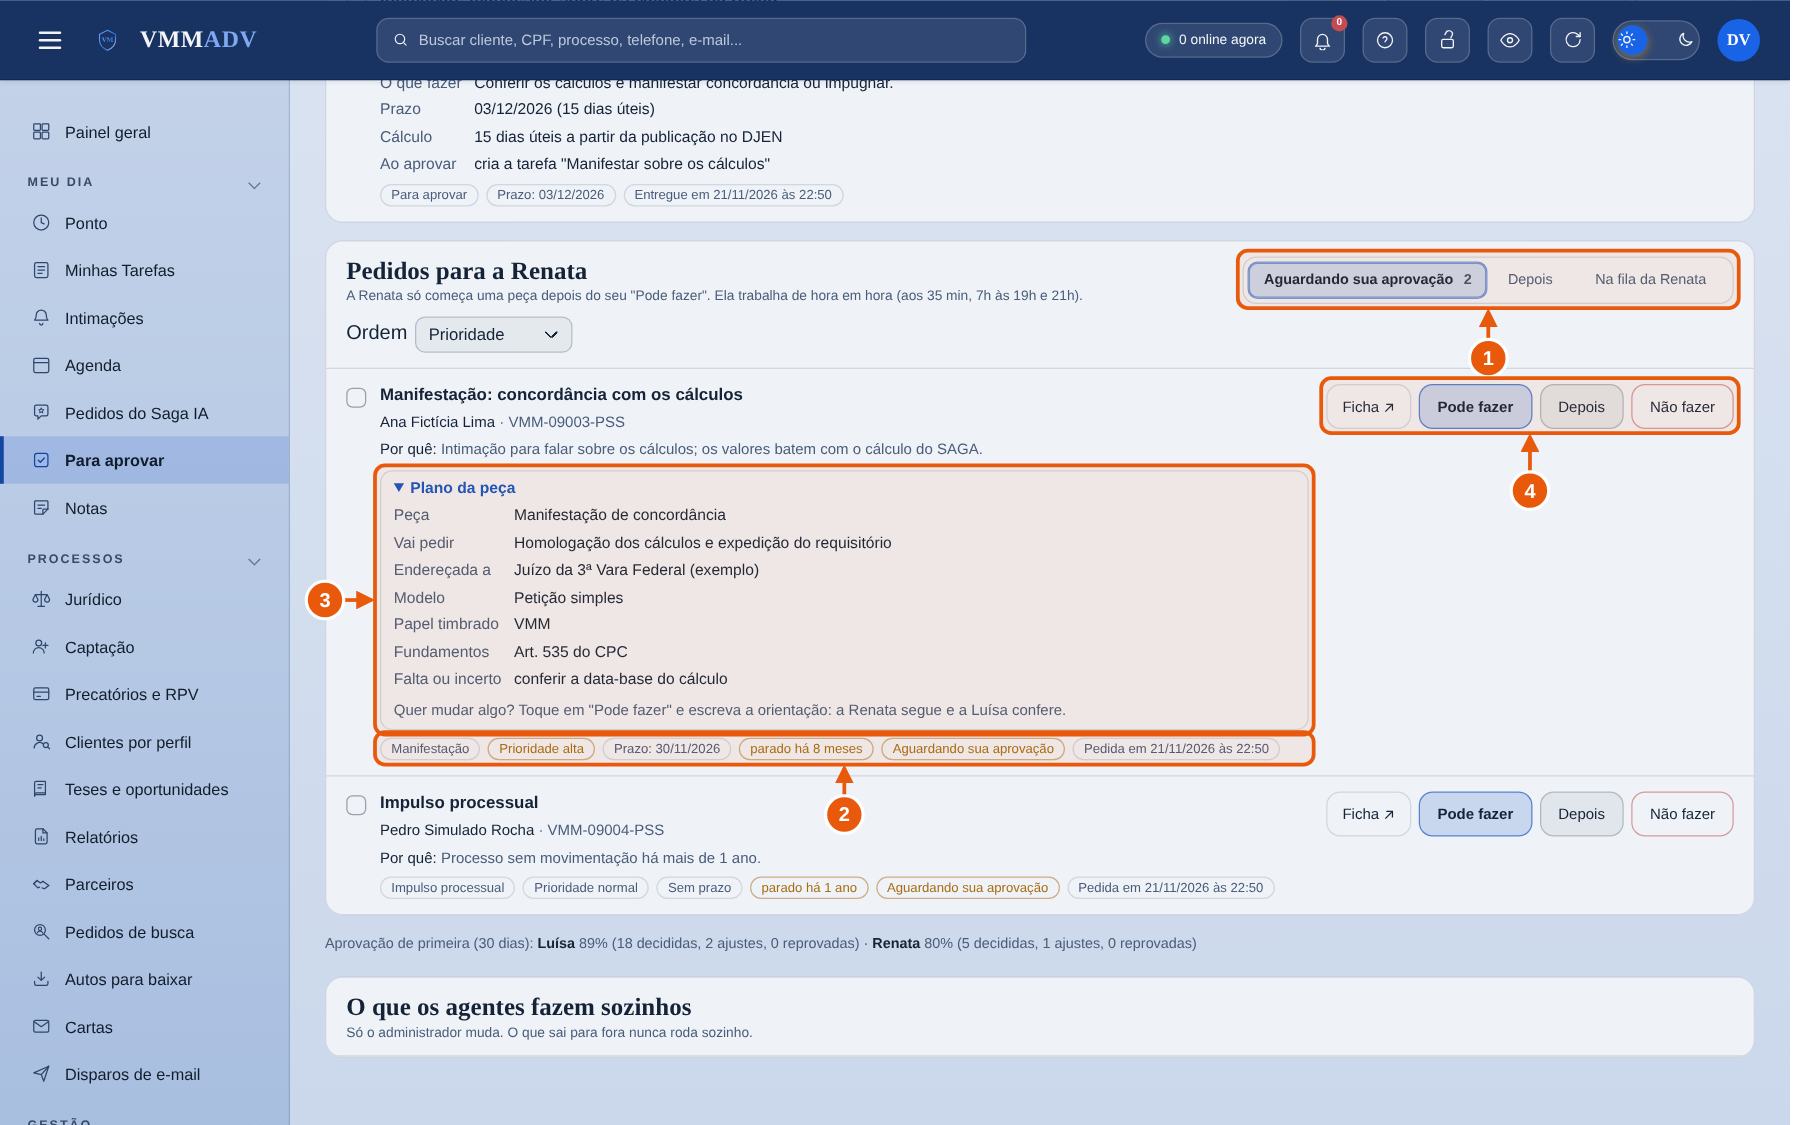 VM VMMADV
Buscar cliente, CPF, processo, telefone, e-mail...
0 online agora
0
DV
Painel geral
MEU DIA
Ponto
Minhas Tarefas
Intimações
Agenda
Pedidos do Saga IA
Para aprovar
Notas
PROCESSOS
Jurídico
Captação
Precatórios e RPV
Clientes por perfil
Teses e oportunidades
Relatórios
Parceiros
Pedidos de busca
Autos para baixar
Cartas
Disparos de e-mail
GESTÃO
O que fazer Conferir os cálculos e manifestar concordância ou impugnar.
Prazo 03/12/2026 (15 dias úteis)
Cálculo 15 dias úteis a partir da publicação no DJEN
Ao aprovar cria a tarefa "Manifestar sobre os cálculos"
Para aprovar Prazo: 03/12/2026 Entregue em 21/11/2026 às 22:50
Pedidos para a Renata
A Renata só começa uma peça depois do seu "Pode fazer". Ela trabalha de hora em hora (aos 35 min, 7h às 19h e 21h).
Aguardando sua aprovação 2 Depois Na fila da Renata
Ordem Prioridade
1
Manifestação: concordância com os cálculos
Ficha Pode fazer Depois Não fazer
Ana Fictícia Lima · VMM-09003-PSS
Por quê: Intimação para falar sobre os cálculos; os valores batem com o cálculo do SAGA.
4
Plano da peça
Peça Manifestação de concordância
Vai pedir Homologação dos cálculos e expedição do requisitório
Endereçada a Juízo da 3ª Vara Federal (exemplo)
3
Modelo Petição simples
Papel timbrado VMM
Fundamentos Art. 535 do CPC
Falta ou incerto conferir a data-base do cálculo
Quer mudar algo? Toque em "Pode fazer" e escreva a orientação: a Renata segue e a Luísa confere.
Manifestação Prioridade alta Prazo: 30/11/2026 parado há 8 meses Aguardando sua aprovação Pedida em 21/11/2026 às 22:50
2
Impulso processual
Ficha Pode fazer Depois Não fazer
Pedro Simulado Rocha · VMM-09004-PSS
Por quê: Processo sem movimentação há mais de 1 ano.
Impulso processual Prioridade normal Sem prazo parado há 1 ano Aguardando sua aprovação Pedida em 21/11/2026 às 22:50
Aprovação de primeira (30 dias): Luísa 89% (18 decididas, 2 ajustes, 0 reprovadas) · Renata 80% (5 decididas, 1 ajustes, 0 reprovadas)
O que os agentes fazem sozinhos
Só o administrador muda. O que sai para fora nunca roda sozinho.